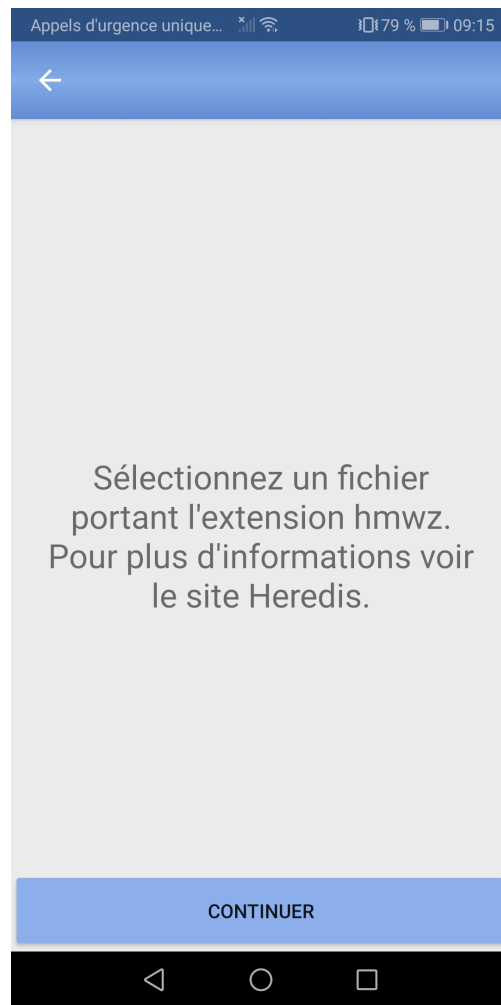 Appels d'urgence unique... 79 % 09:15
Sélectionnez un fichier
portant l'extension hmwz.
Pour plus d'informations voir
le site Heredis.
CONTINUER